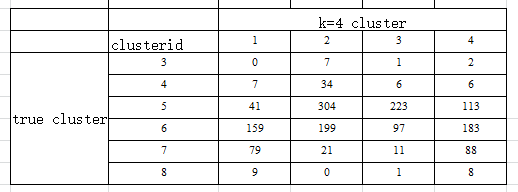 k=4 cluster
clusterid 1 2 3 4
3 0 7 1 2
4 7 34 6 6
5 41 304 223 113
true cluster
6 159 199 97 183
7 79 21 11 88
8 9 0 1 8